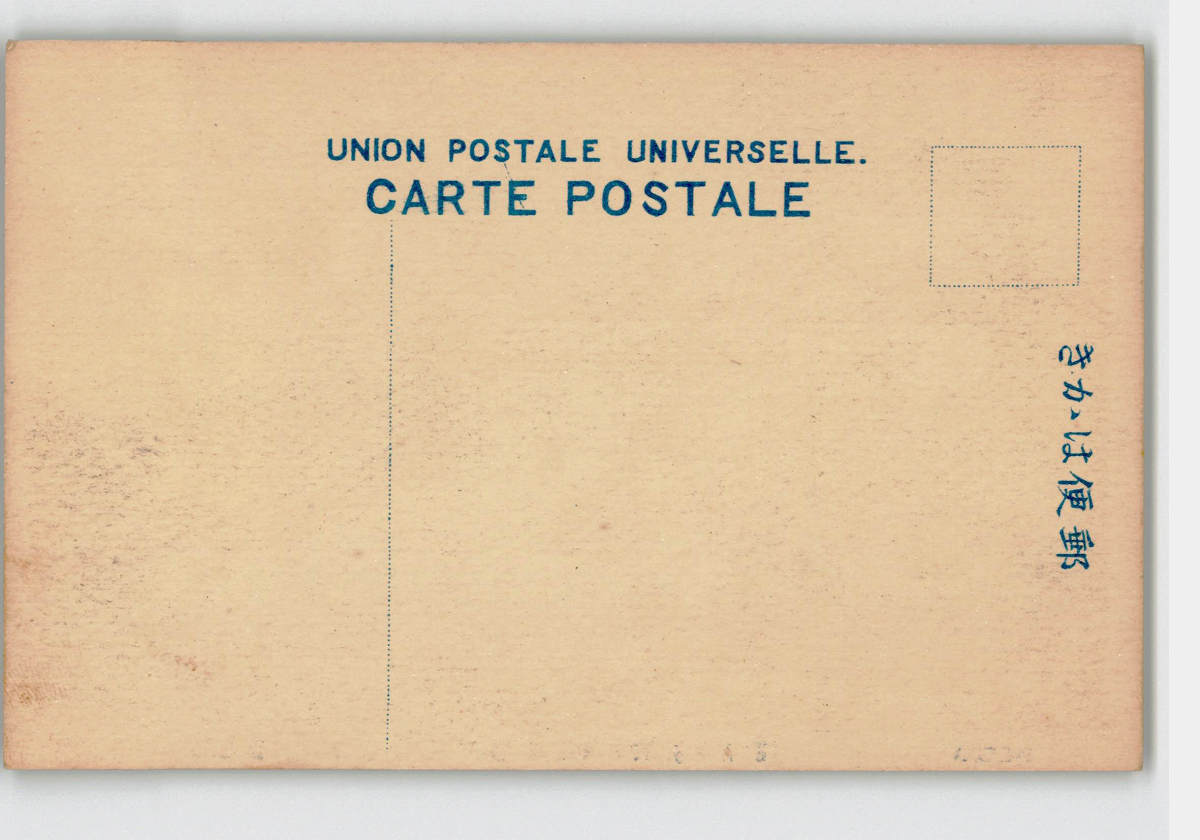 UNION POSTALE UNIVERSELLE.
CARTE POSTALE
郵便はかき